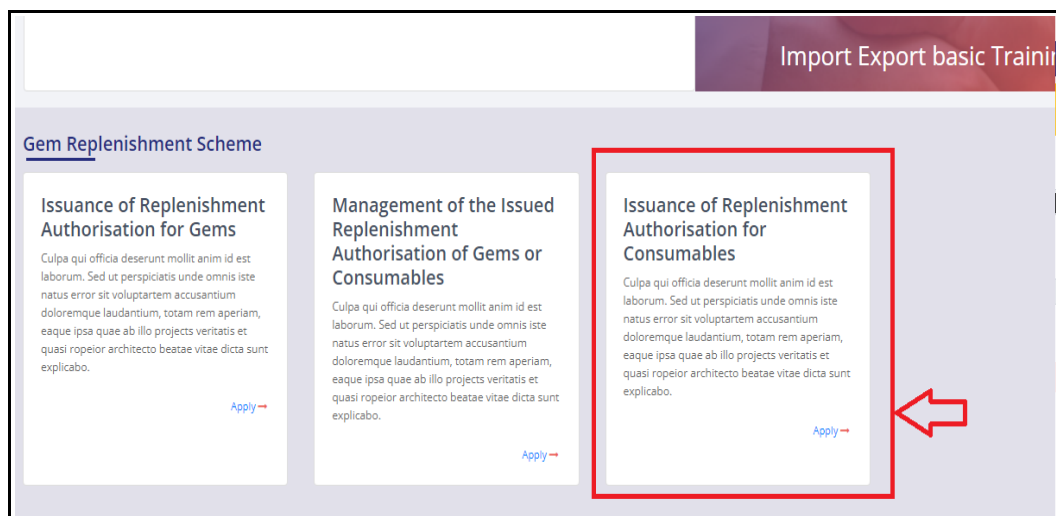 Import Export basic Trainin
Gem Replenishment Scheme
Issuance of Replenishment
Authorisation for Gems
Culpa qui officia deserunt mollit anim id est
laborum. Sed ut perspiciatis unde omnis iste
natus error sit voluptartem accusantium
doloremque laudantium, totam rem aperiam,
eaque ipsa quae ab illo projects veritatis et
quasi ropeior architecto beatae vitae dicta sunt
explicabo.
Apply
Management of the Issued
Replenishment
Authorisation of Gems or
Consumables
Culpa qui officia deserunt mollit anim id est
laborum. Sed ut perspiciatis unde omnis iste
natus error sit voluptartem accusantium
doloremque laudantium, totam rem aperiam,
eaque ipsa quae ab illo projects veritatis et
quasi ropeior architecto beatae vitae dicta sunt
explicabo.
Apply
Issuance of Replenishment
Authorisation for
Consumables
Culpa qui officia deserunt mollit anim id est
laborum. Sed ut perspiciatis unde omnis iste
natus error sit voluptartem accusantium
doloremque laudantium, totam rem aperiam,
eaque ipsa quae ab illo projects veritatis et
quasi ropeior architecto beatae vitae dicta sunt
explicabo.
Apply